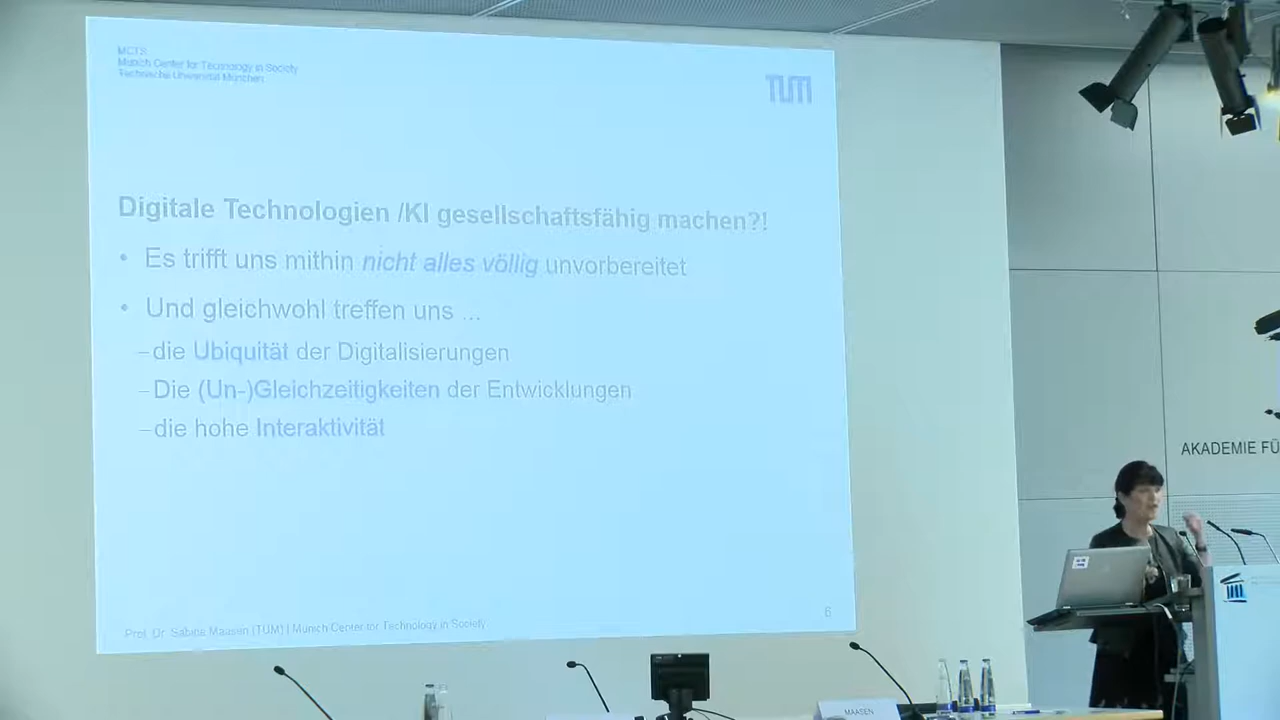 MCTS
Munich Center for Technology in Society
Technische Universität München
TUM
Digitale Technologien /KI gesellschaftsfähig machen?!
• Es trifft uns mithin nicht alles völlig unvorbereitet
• Und gleichwohl treffen uns ...
–die Ubiquität der Digitalisierungen
–Die (Un-)Gleichzeitigkeiten der Entwicklungen
–die hohe Interaktivität
Prof. Dr. Sabine Maasen (TUM) | Munich Center for Technology in Society
6
AKADEMIE FÜ
MAASEN